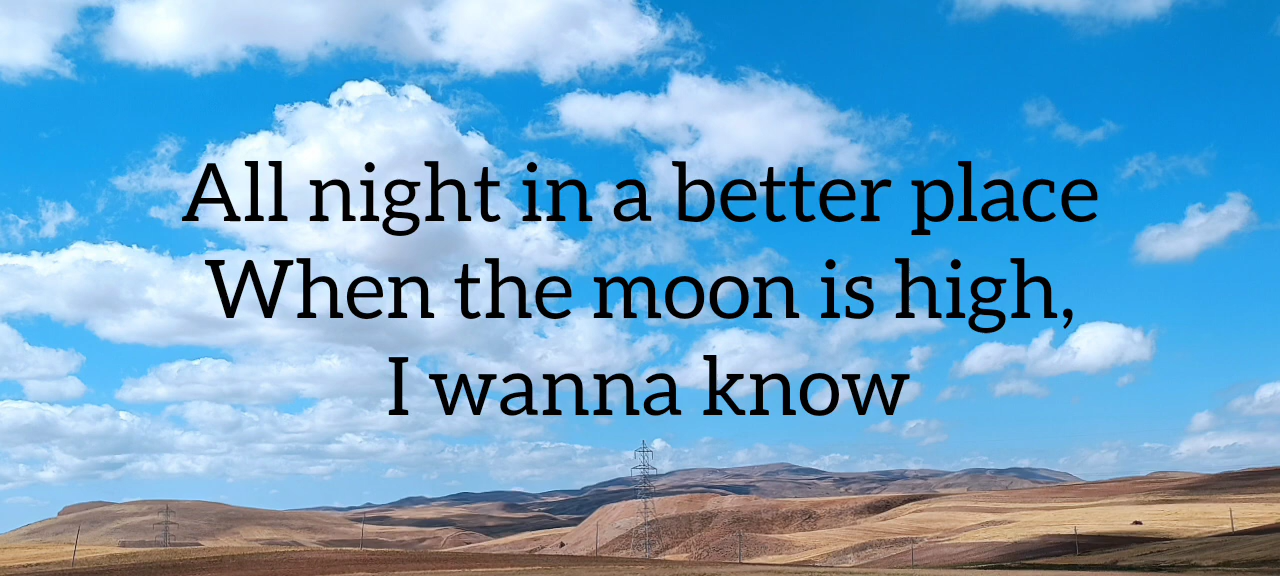 All night in a better place
When the moon is high,
I wanna know